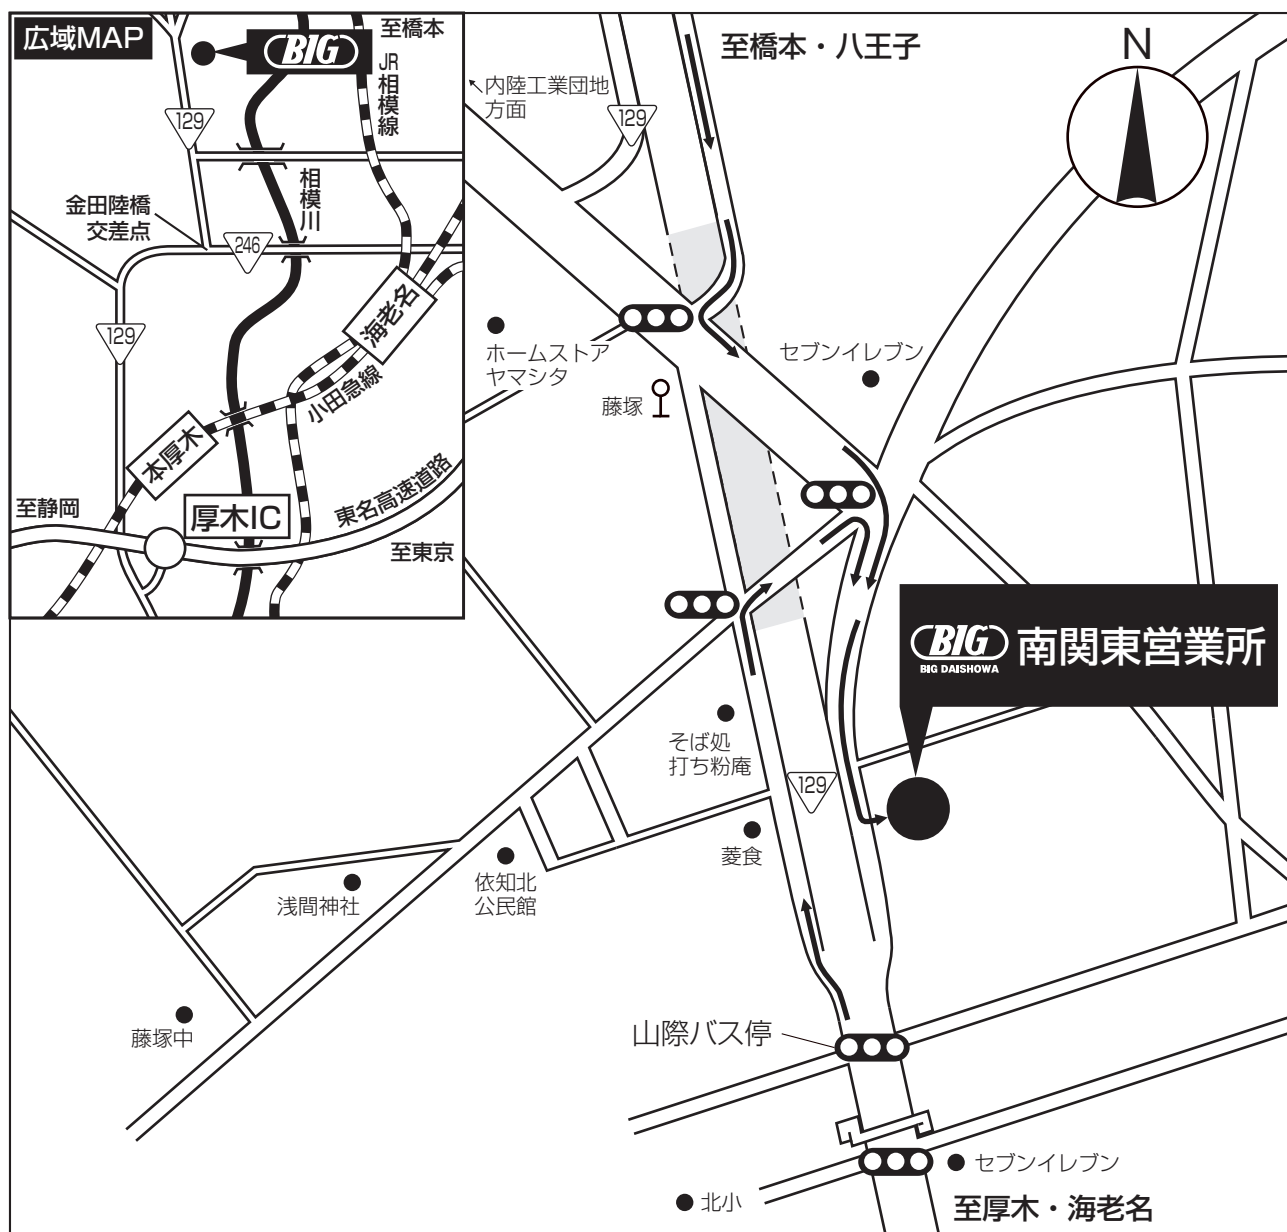 広域MAP
BIG
至橋本
JR相模線
129
相模川
金田陸橋
交差点
246
129
海老名
小田急線
本厚木
至静岡
厚木IC
東名高速道路
至東京
至橋本・八王子
N
内陸工業団地
方面
129
ホームストア
ヤマシタ
セブンイレブン
藤塚
BIG
BIG DAISHOWA
南関東営業所
そば処
打ち粉庵
129
菱食
依知北
公民館
浅間神社
藤塚中
山際バス停
セブンイレブン
北小
至厚木・海老名